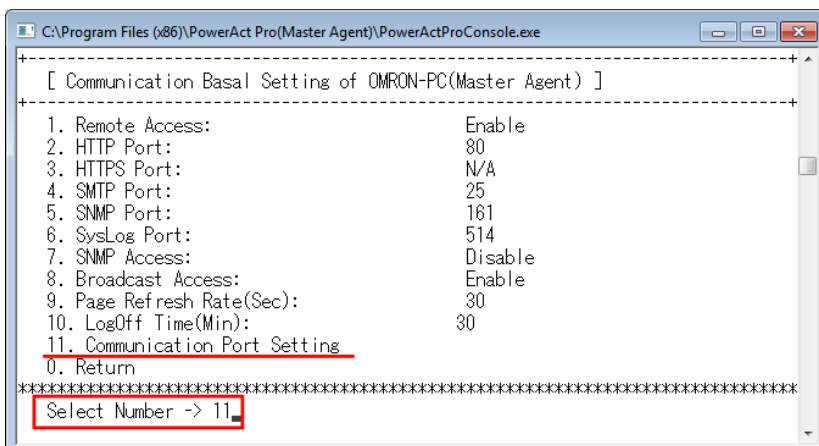 C:\Program Files (x86)\PowerAct Pro(Master Agent)\PowerActProConsole.exe
+------------------------------------------------------------------------------+
[ Communication Basal Setting of OMRON-PC(Master Agent) ]
+------------------------------------------------------------------------------+
1. Remote Access: Enable
2. HTTP Port: 80
3. HTTPS Port: N/A
4. SMTP Port: 25
5. SNMP Port: 161
6. SysLog Port: 514
7. SNMP Access: Disable
8. Broadcast Access: Enable
9. Page Refresh Rate(Sec): 30
10. LogOff Time(Min): 30
11. Communication Port Setting
0. Return
********************************************************************************
Select Number -> 11